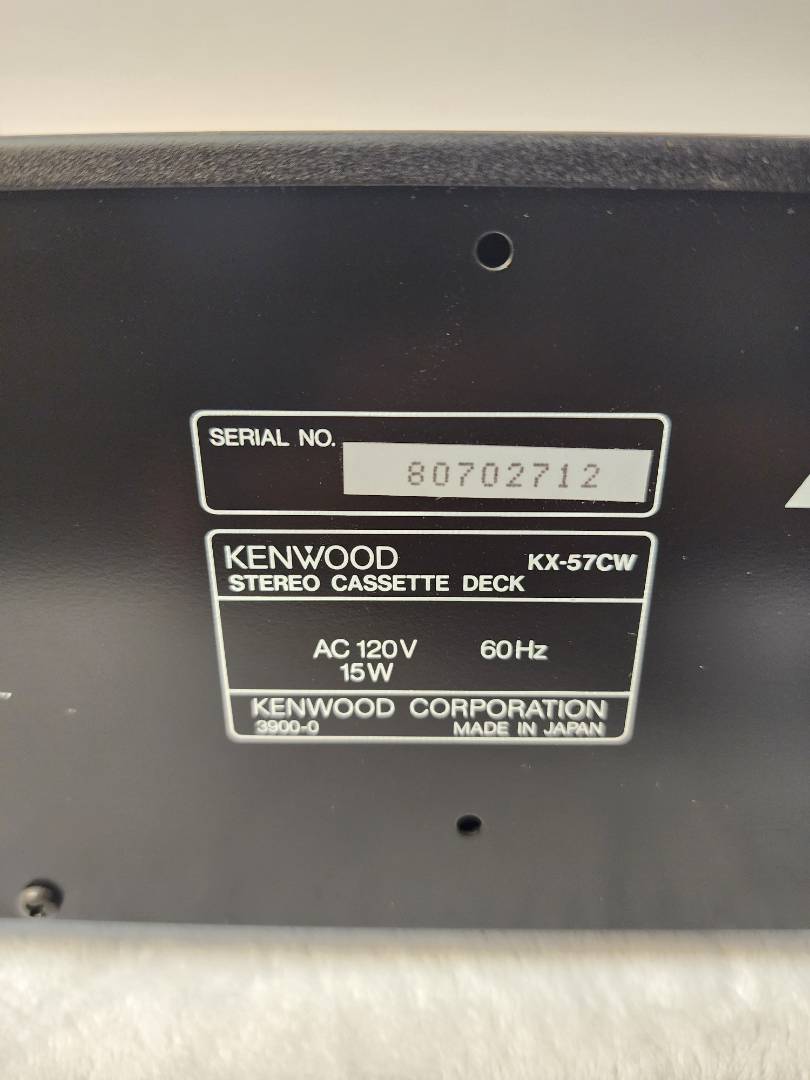 SERIAL NO.
80702712
KENWOOD KX-57CW
STEREO CASSETTE DECK
AC 120V 60Hz
15W
KENWOOD CORPORATION
3900-0 MADE IN JAPAN